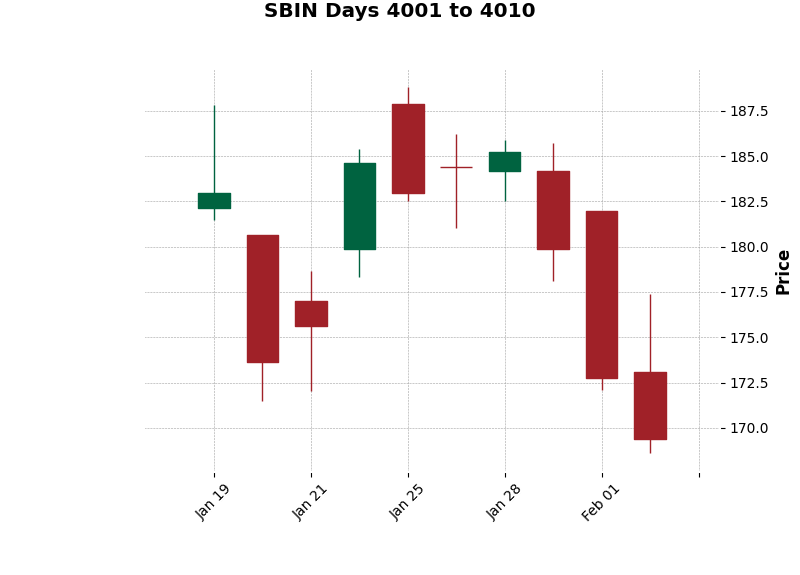 SBIN Days 4001 to 4010
187.5
185.0
182.5
180.0
177.5
175.0
172.5
170.0
Price
Jan 19
Jan 21
Jan 25
Jan 28
Feb 01